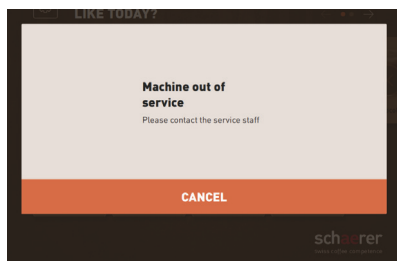 LIKE TODAY?
Machine out of
service
Please contact the service staff
CANCEL
schaerer